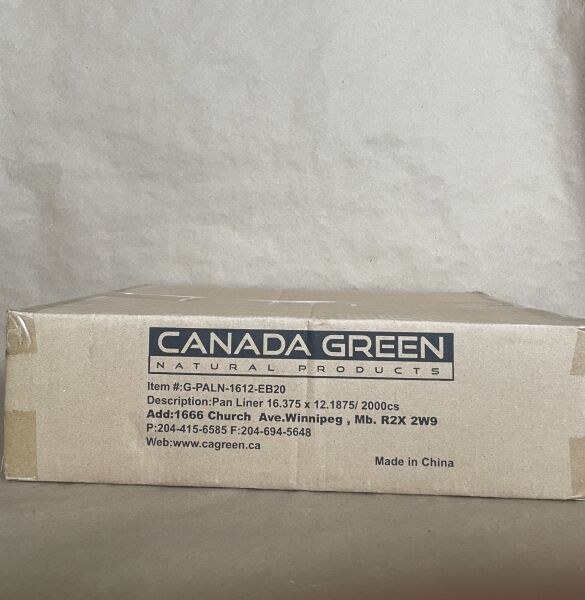 CANADA GREEN
NATURAL PRODUCTS
Item #:G-PALN-1612-EB20
Description:Pan Liner 16.375 x 12.1875/ 2000cs
Add:1666 Church Ave.Winnipeg , Mb. R2X 2W9
P:204-415-6585 F:204-694-5648
Web:www.cagreen.ca
Made in China